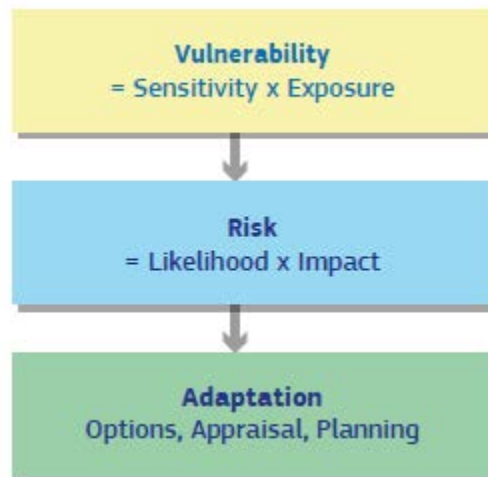 Vulnerability
= Sensitivity x Exposure
Risk
= Likelihood x Impact
Adaptation
Options, Appraisal, Planning